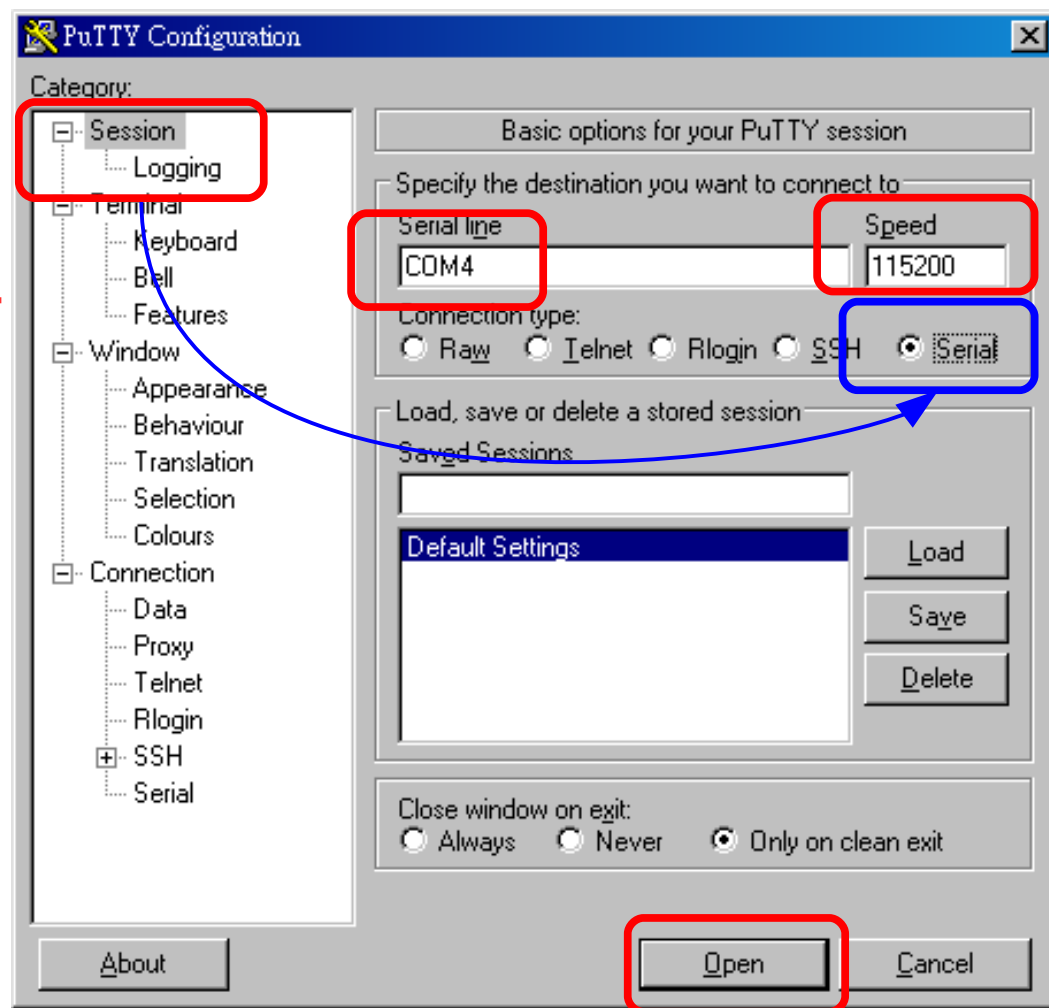 PuTTY Configuration
Category:
Session
Logging
Terminal
Keyboard
Bell
Features
Window
Appearance
Behaviour
Translation
Selection
Colours
Connection
Data
Proxy
Telnet
Rlogin
SSH
Serial
Basic options for your PuTTY session
Specify the destination you want to connect to
Serial line Speed
COM4 115200
Connection type:
Raw Telnet Rlogin SSH Serial
Load, save or delete a stored session
Saved Sessions
Default Settings
Load
Save
Delete
Close window on exit:
Always Never Only on clean exit
About Open Cancel